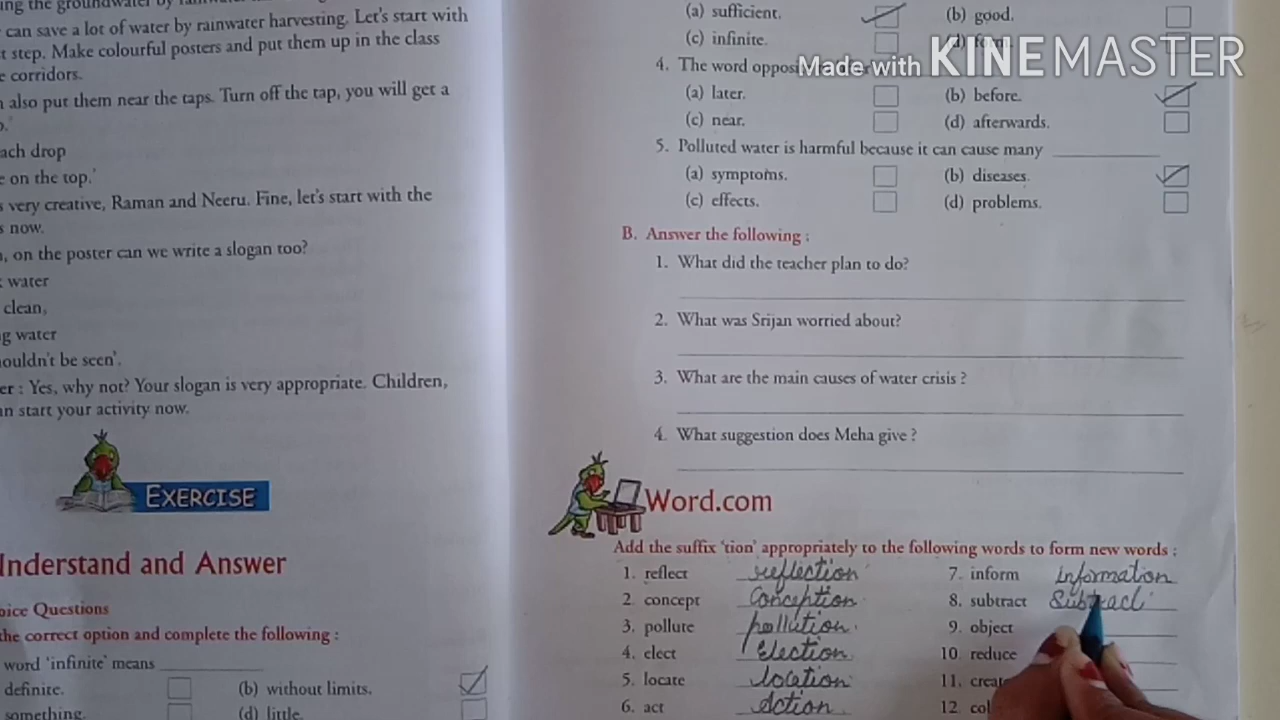 ing the groundwater by
can save a lot of water by rainwater harvesting. Let's start with
t step. Make colourful posters and put them up in the class
e corridors.
also put them near the taps. Turn off the tap, you will get a
ach drop
e on the top.'
s very creative, Raman and Neeru. Fine, let's start with the
s now.
, on the poster can we write a slogan too?
water
clean,
g water
ouldn't be seen'.
er : Yes, why not? Your slogan is very appropriate. Children,
n start your activity now.
EXERCISE
nderstand and Answer
oice Questions
the correct option and complete the following :
word 'infinite' means
definite.
(b) without limits.
something.
(d) little.
(a) sufficient.
(b) good.
(c) infinite.
Made with KINEMASTER
4. The word opposi
(a) later.
(b) before.
(c) near.
(d) afterwards.
5. Polluted water is harmful because it can cause many
(a) symptoms.
(b) diseases.
(c) effects.
(d) problems.
B. Answer the following :
1. What did the teacher plan to do?
2. What was Srijan worried about?
3. What are the main causes of water crisis ?
4. What suggestion does Meha give ?
Word.com
Add the suffix 'tion' appropriately to the following words to form new words :
1. reflect reflection
2. concept Conception
3. pollute pollution
4. elect Election
5. locate location
6. act Action
7. inform information
8. subtract Subtracti
9. object
10. reduce
11. creat
12. col